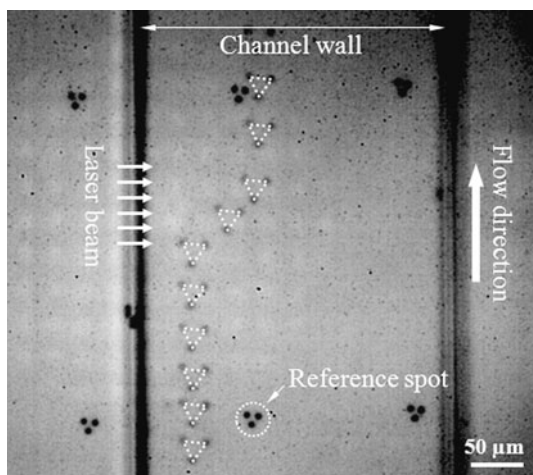 Channel wall
Laser beam
Flow direction
Reference spot
50 µm